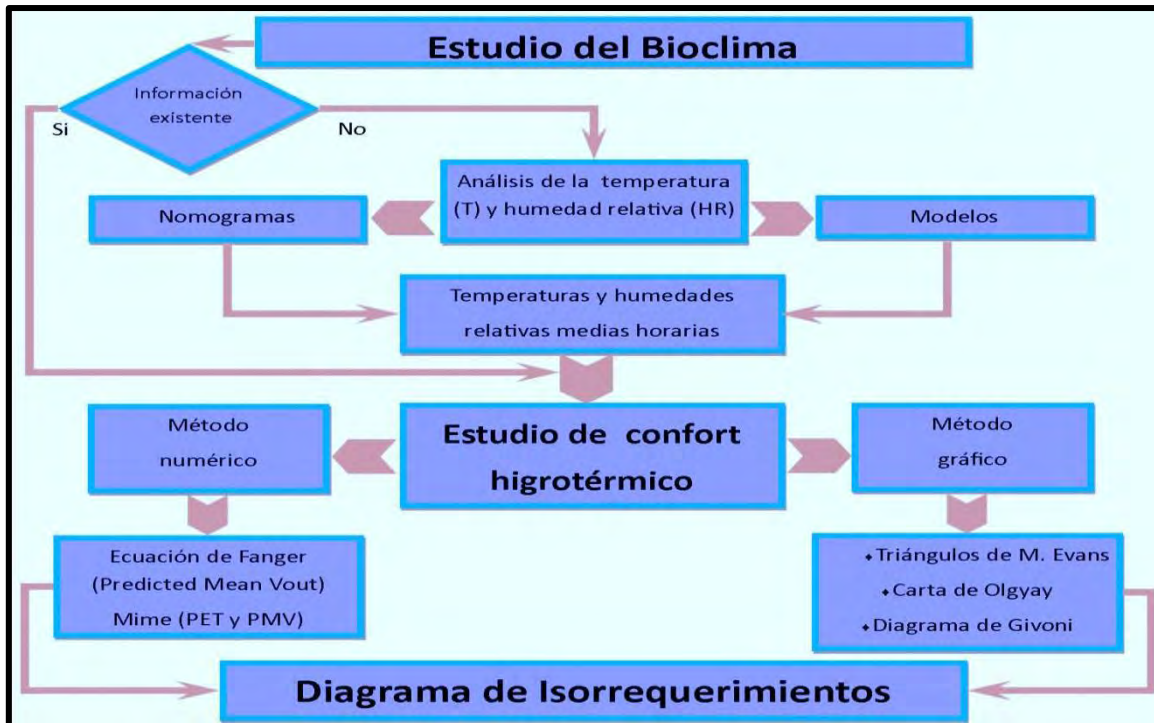 Estudio del Bioclima
Información
existente
Si
No
Análisis de la temperatura
(T) y humedad relativa (HR)
Nomogramas
Modelos
Temperaturas y humedades
relativas medias horarias
Método
numérico
Estudio de confort
higrotérmico
Método
gráfico
Ecuación de Fanger
(Predicted Mean Vout)
Mime (PET y PMV)
⬥Triángulos de M. Evans
⬥Carta de Olgyay
⬥Diagrama de Givoni
Diagrama de Isorrequerimientos